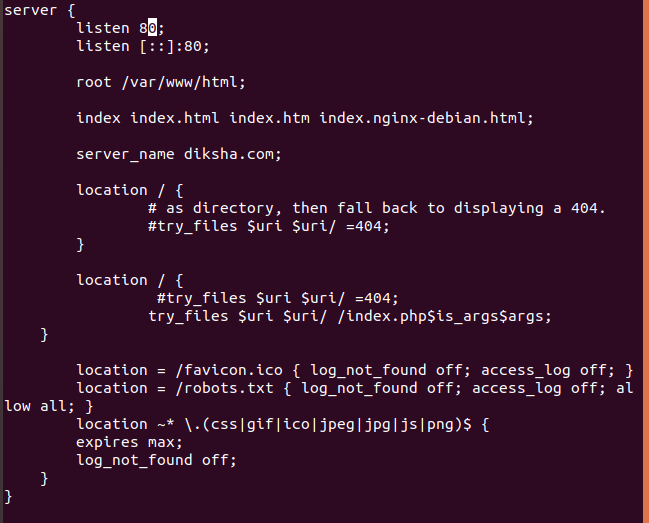 server {
        listen 80;
        listen [::]:80;

        root /var/www/html;

        index index.html index.htm index.nginx-debian.html;

        server_name diksha.com;

        location / {
                # as directory, then fall back to displaying a 404.
                #try_files $uri $uri/ =404;
        }

        location / {
                 #try_files $uri $uri/ =404;
                try_files $uri $uri/ /index.php$is_args$args;
    }

        location = /favicon.ico { log_not_found off; access_log off; }
        location = /robots.txt { log_not_found off; access_log off; al
low all; }
        location ~* \.(css|gif|ico|jpeg|jpg|js|png)$ {
        expires max;
        log_not_found off;
    }
}